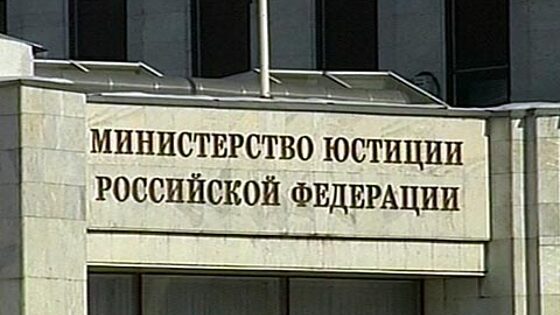 МИНИСТЕРСТВО ЮСТИЦИИ
РОССИЙСКОЙ ФЕДЕРАЦИИ